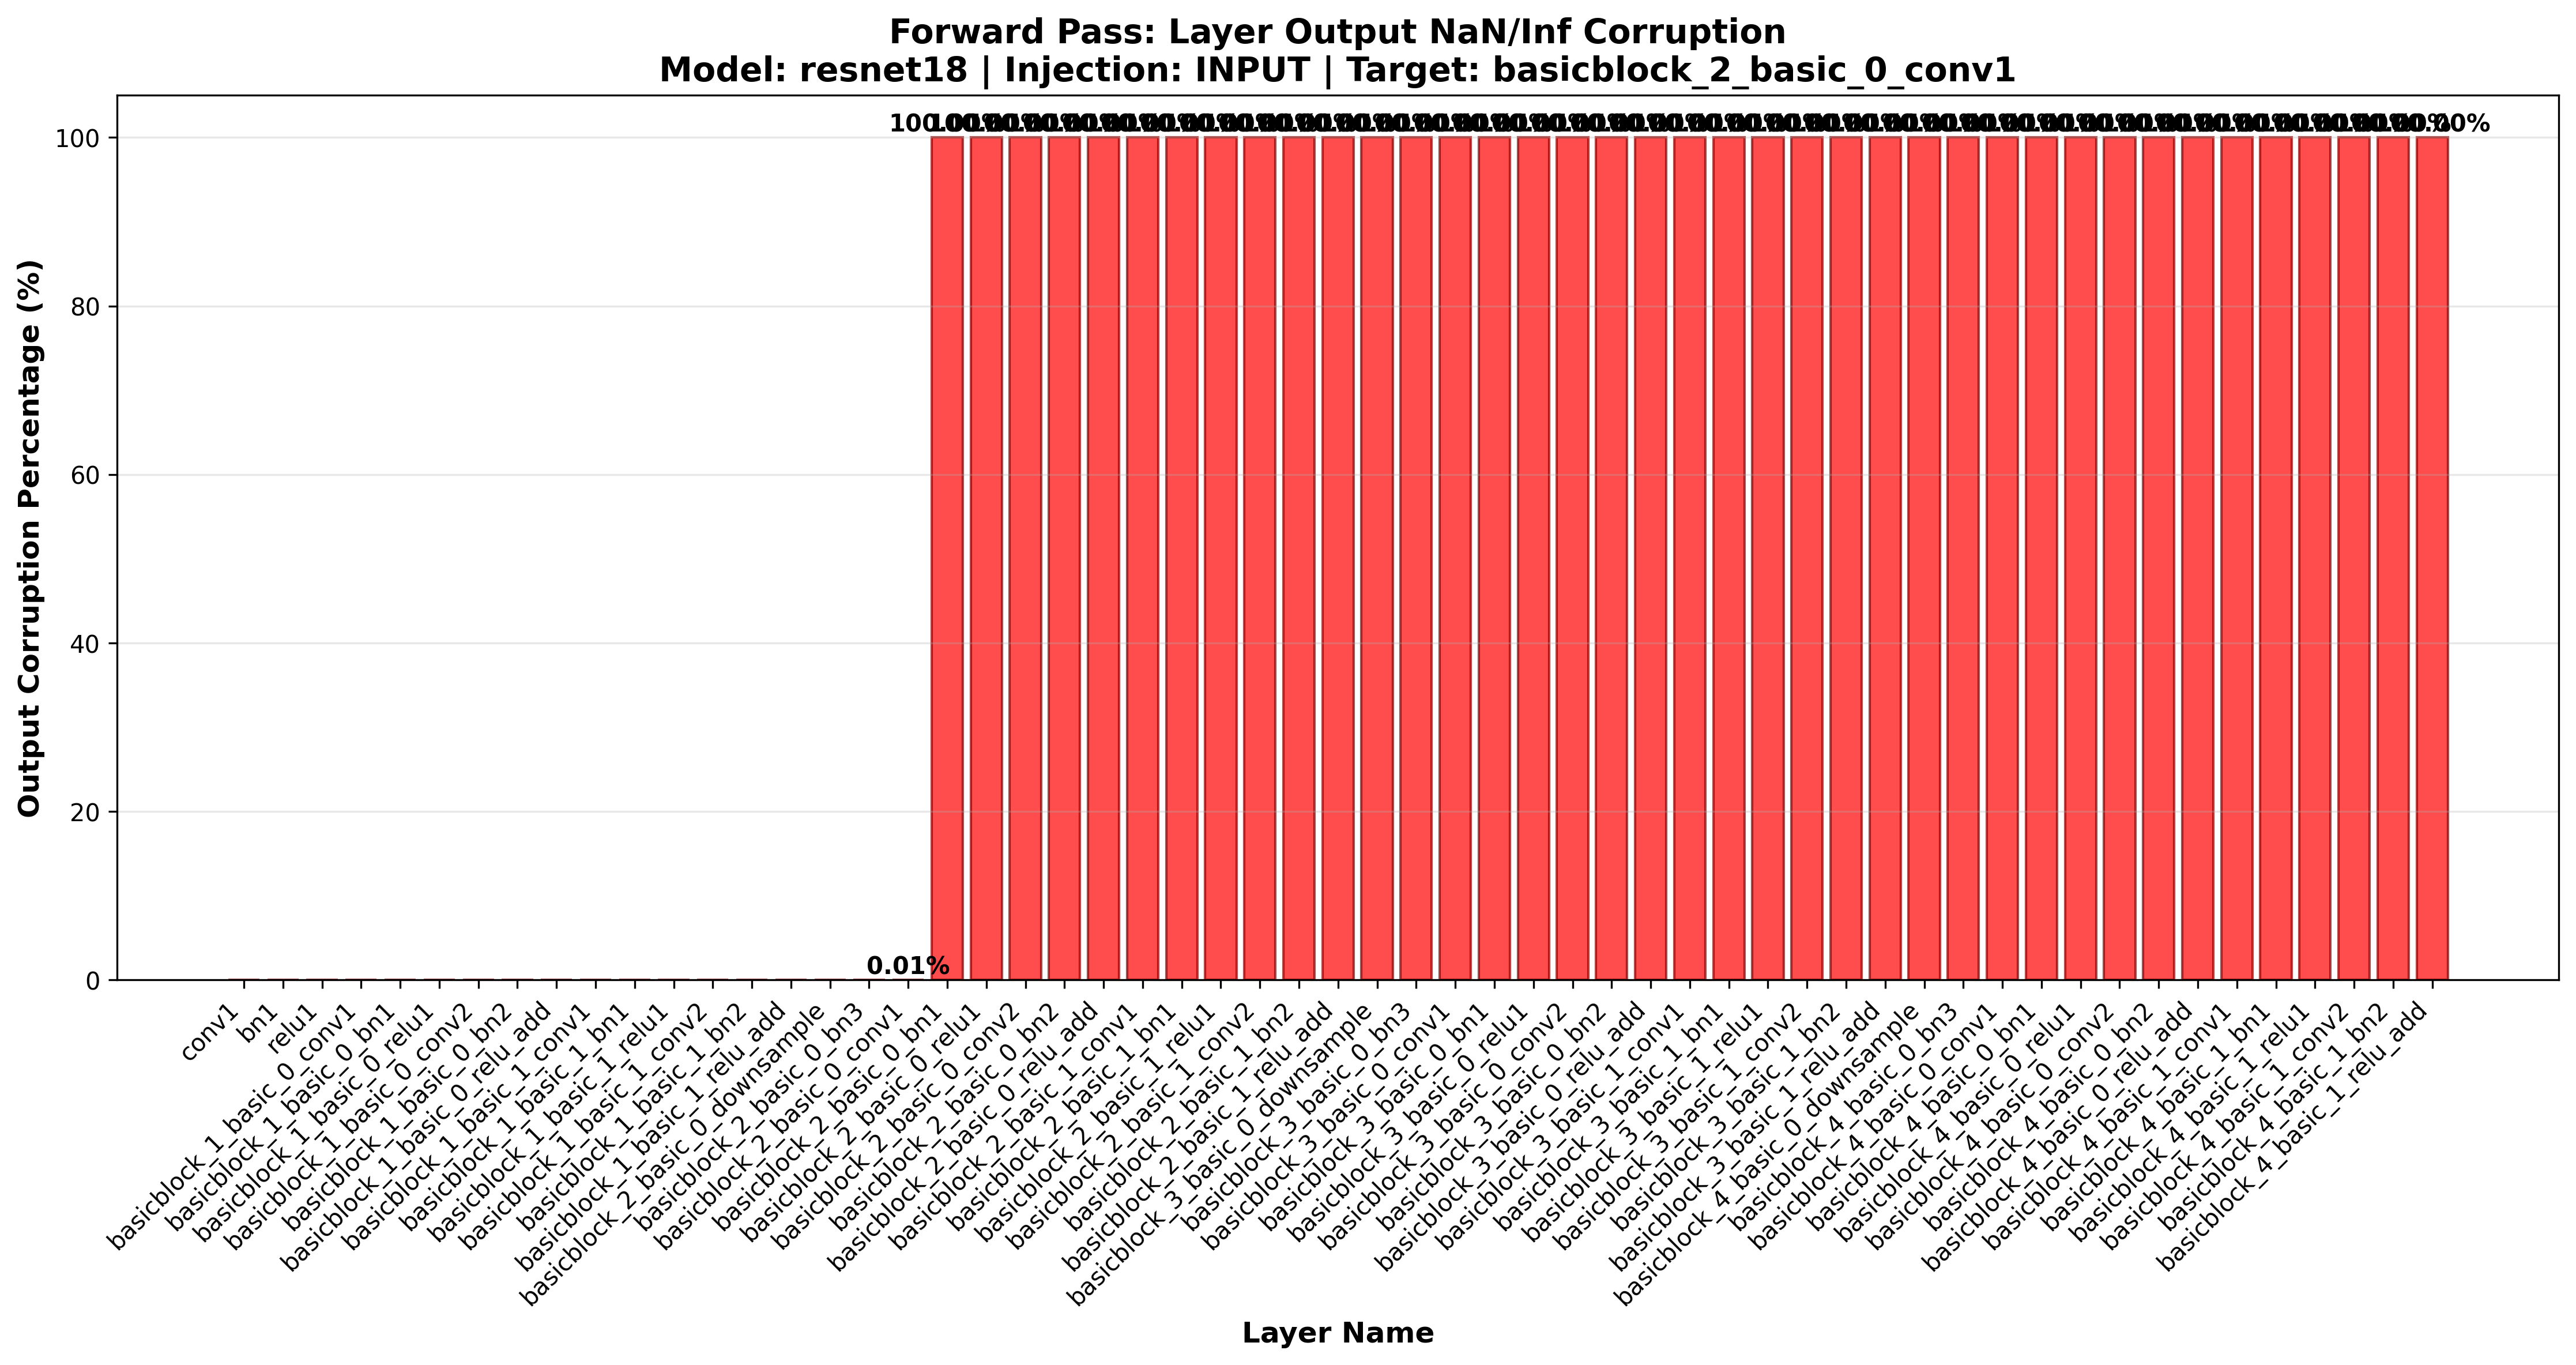 Forward Pass: Layer Output NaN/Inf Corruption
Model: resnet18 | Injection: INPUT | Target: basicblock_2_basic_0_conv1
Output Corruption Percentage (%)
100
80
60
40
20
0
0.01%
conv1
bn1
relu1
basicblock_1_basic_0_conv1
basicblock_1_basic_0_bn1
basicblock_1_basic_0_relu1
basicblock_1_basic_0_conv2
basicblock_1_basic_0_bn2
basicblock_1_basic_0_relu_add
basicblock_1_basic_1_conv1
basicblock_1_basic_1_bn1
basicblock_1_basic_1_relu1
basicblock_1_basic_1_conv2
basicblock_1_basic_1_bn2
basicblock_1_basic_1_relu_add
basicblock_2_basic_0_downsample
basicblock_2_basic_0_bn3
basicblock_2_basic_0_conv1
basicblock_2_basic_0_bn1
basicblock_2_basic_0_relu1
basicblock_2_basic_0_conv2
basicblock_2_basic_0_bn2
basicblock_2_basic_0_relu_add
basicblock_2_basic_1_conv1
basicblock_2_basic_1_bn1
basicblock_2_basic_1_relu1
basicblock_2_basic_1_conv2
basicblock_2_basic_1_bn2
basicblock_2_basic_1_relu_add
basicblock_3_basic_0_downsample
basicblock_3_basic_0_bn3
basicblock_3_basic_0_conv1
basicblock_3_basic_0_bn1
basicblock_3_basic_0_relu1
basicblock_3_basic_0_conv2
basicblock_3_basic_0_bn2
basicblock_3_basic_0_relu_add
basicblock_3_basic_1_conv1
basicblock_3_basic_1_bn1
basicblock_3_basic_1_relu1
basicblock_3_basic_1_conv2
basicblock_3_basic_1_bn2
basicblock_3_basic_1_relu_add
basicblock_4_basic_0_downsample
basicblock_4_basic_0_bn3
basicblock_4_basic_0_conv1
basicblock_4_basic_0_bn1
basicblock_4_basic_0_relu1
basicblock_4_basic_0_conv2
basicblock_4_basic_0_bn2
basicblock_4_basic_0_relu_add
basicblock_4_basic_1_conv1
basicblock_4_basic_1_bn1
basicblock_4_basic_1_relu1
basicblock_4_basic_1_conv2
basicblock_4_basic_1_bn2
basicblock_4_basic_1_relu_add
Layer Name